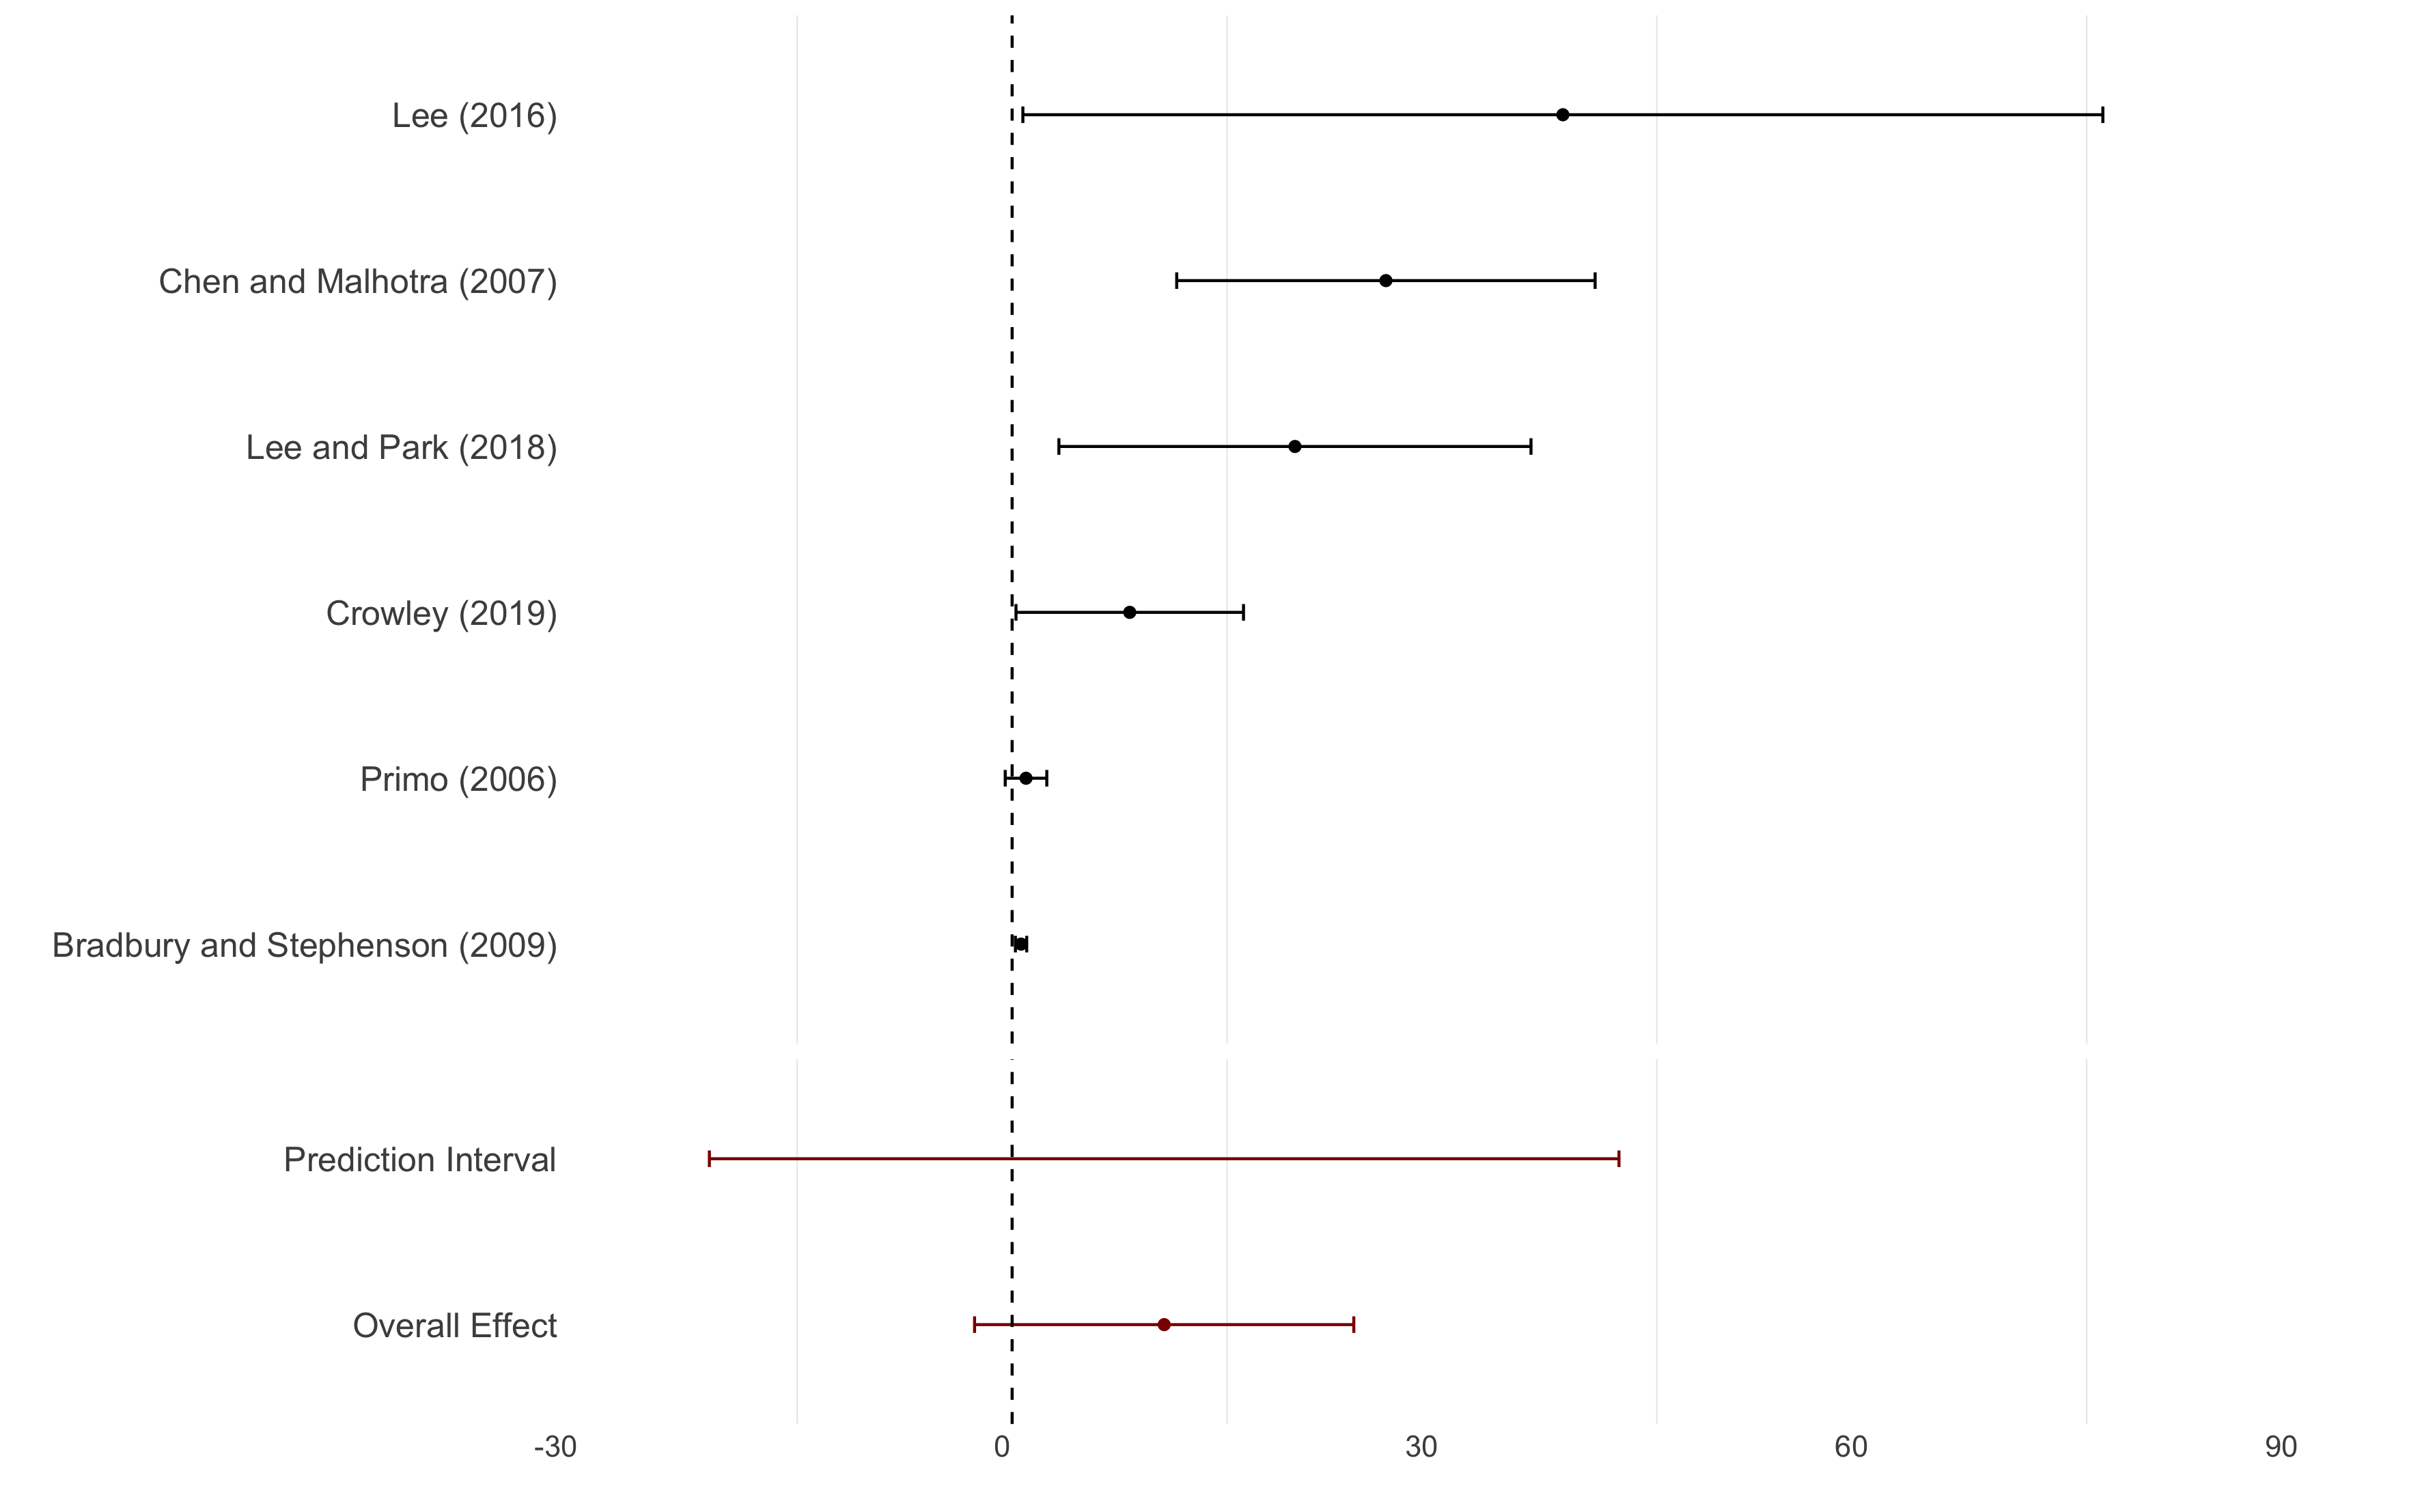 Lee (2016)
Chen and Malhotra (2007)
Lee and Park (2018)
Crowley (2019)
Primo (2006)
Bradbury and Stephenson (2009)
Prediction Interval
Overall Effect
-30 0 30 60 90